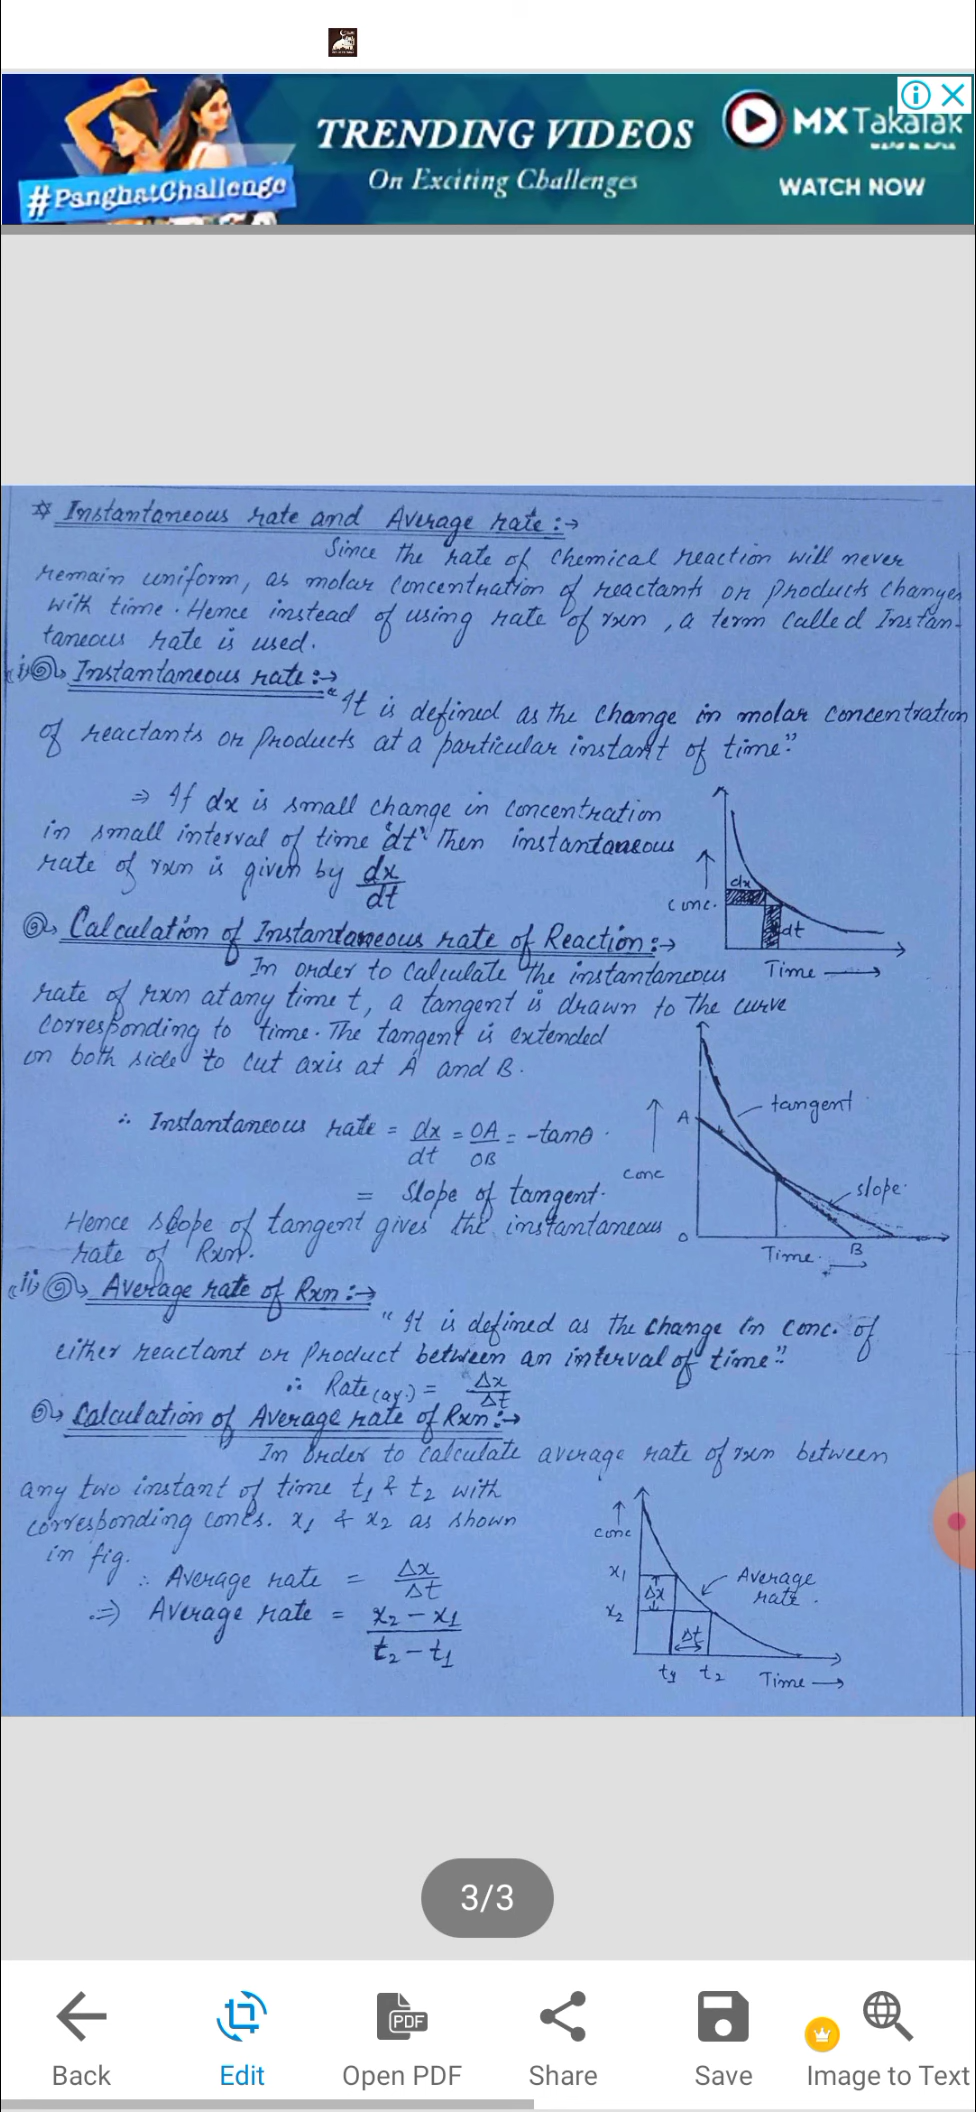 TRENDING VIDEOS
On Exciting Challenges
#PanghatChallenge
MX Takatak
WATCH NOW
☆ Instantaneous rate and Average rate :→
Since the rate of chemical reaction will never
remain uniform, as molar concentration of reactants or products changes
with time. Hence instead of using rate of rxn, a term called Instan-
taneous rate is used.
(i) Instantaneous rate :→
"It is defined as the change in molar concentration
of reactants or products at a particular instant of time."
⇒ If dx is small change in concentration
in small interval of time 'dt' Then instantaneous
rate of rxn is given by dx/dt
conc.
dx
dt
Time →
Calculation of Instantaneous rate of Reaction :→
In order to calculate the instantaneous
rate of rxn at any time t, a tangent is drawn to the curve
corresponding to time. The tangent is extended
on both side to cut axis at A and B.
∴ Instantaneous rate = dx/dt = OA/OB = -tanθ.
= Slope of tangent.
Hence slope of tangent gives the instantaneous
rate of Rxn.
conc
A
tangent
slope.
O
Time.
B
(ii) Average rate of Rxn :→
"It is defined as the change in conc. of
either reactant or product between an interval of time"
∴ Rate(av.) = Δx/Δt
Calculation of Average rate of Rxn :→
In order to calculate average rate of rxn between
any two instant of time t1 & t2 with
corresponding concs. x1 & x2 as shown
in fig.
∴ Average rate = Δx/Δt
⇒ Average rate = x2 - x1 / t2 - t1
conc
x1
x2
Δx
Δt
Average
rate.
t1 t2 Time →
3/3
PDF
Back Edit Open PDF Share Save Image to Text